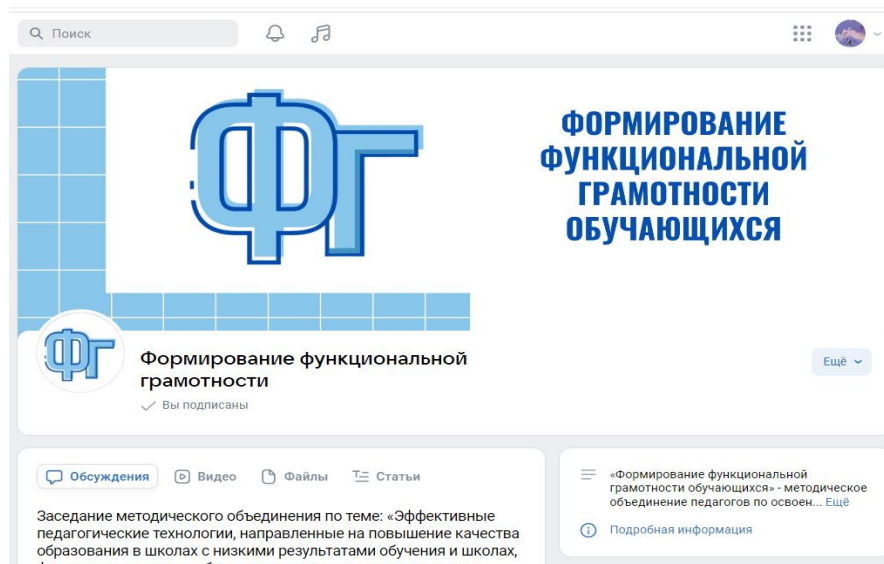 Поиск
ФГ
ФОРМИРОВАНИЕ
ФУНКЦИОНАЛЬНОЙ
ГРАМОТНОСТИ
ОБУЧАЮЩИХСЯ
ФГ
Формирование функциональной
грамотности
Вы подписаны
Ещё
Обсуждения Видео Файлы Статьи
Заседание методического объединения по теме: «Эффективные
педагогические технологии, направленные на повышение качества
образования в школах с низкими результатами обучения и школах,
«Формирование функциональной
грамотности обучающихся» - методическое
объединение педагогов по освоен... Ещё
Подробная информация